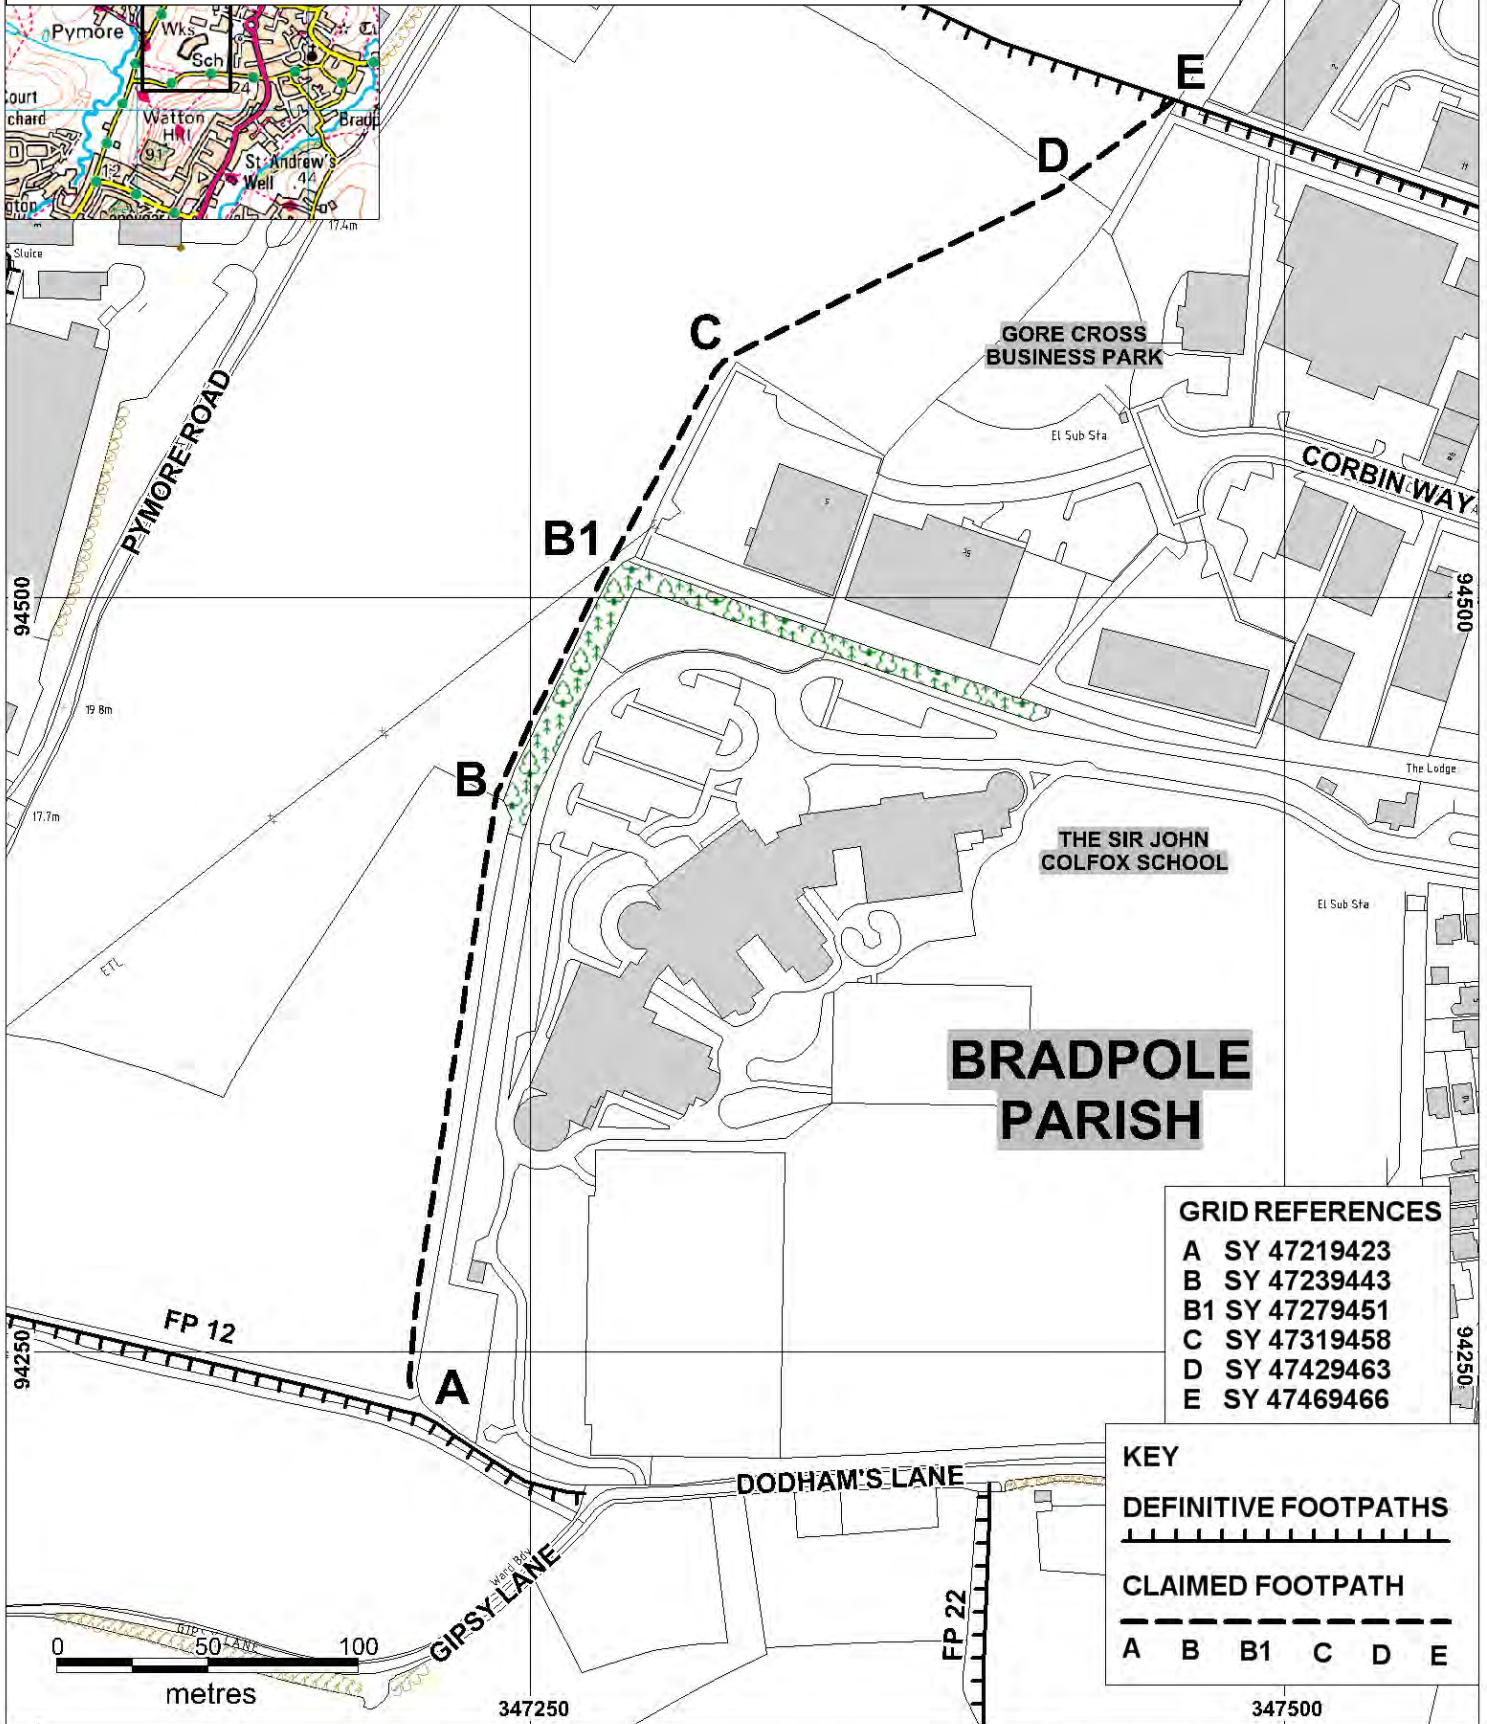 Pymore
Wks
Sch
24
Court
chard
Watton
Hill
91
Bradp
St Andrew's
Well
44
12
gton
17.4m
Sluice
E
D
C
GORE CROSS
BUSINESS PARK
PYMORE ROAD
El Sub Sta
CORBIN WAY
B1
94500
94500
19 8m
B
The Lodge
17.7m
THE SIR JOHN
COLFOX SCHOOL
El Sub Sta
ETL
BRADPOLE
PARISH
GRID REFERENCES
A SY 47219423
B SY 47239443
B1 SY 47279451
C SY 47319458
D SY 47429463
E SY 47469466
FP 12
94250
94250
A
KEY
DEFINITIVE FOOTPATHS
CLAIMED FOOTPATH
A B B1 C D E
DODHAM'S LANE
Ward Bdy
GIPSY LANE
FP 22
0 50 100
metres
347250
347500